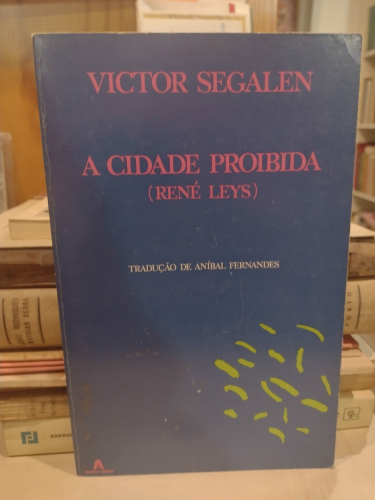 VICTOR SEGALEN
A CIDADE PROIBIDA
(RENÉ LEYS)
TRADUÇÃO DE ANÍBAL FERNANDES